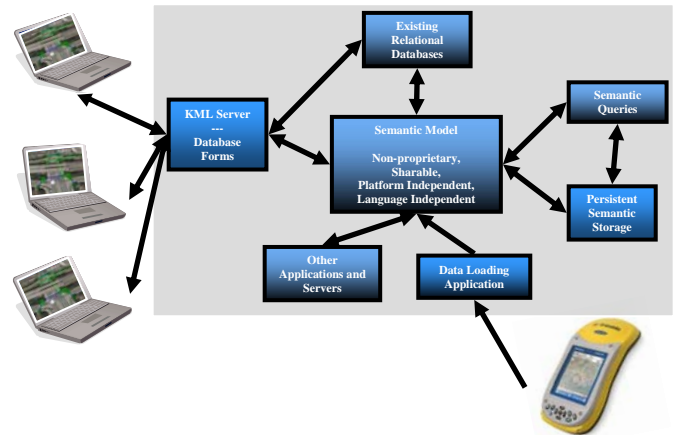 Existing
Relational
Databases
KML Server
---
Database
Forms
Semantic Model
Non-proprietary,
Sharable,
Platform Independent,
Language Independent
Semantic
Queries
Persistent
Semantic
Storage
Other
Applications and
Servers
Data Loading
Application